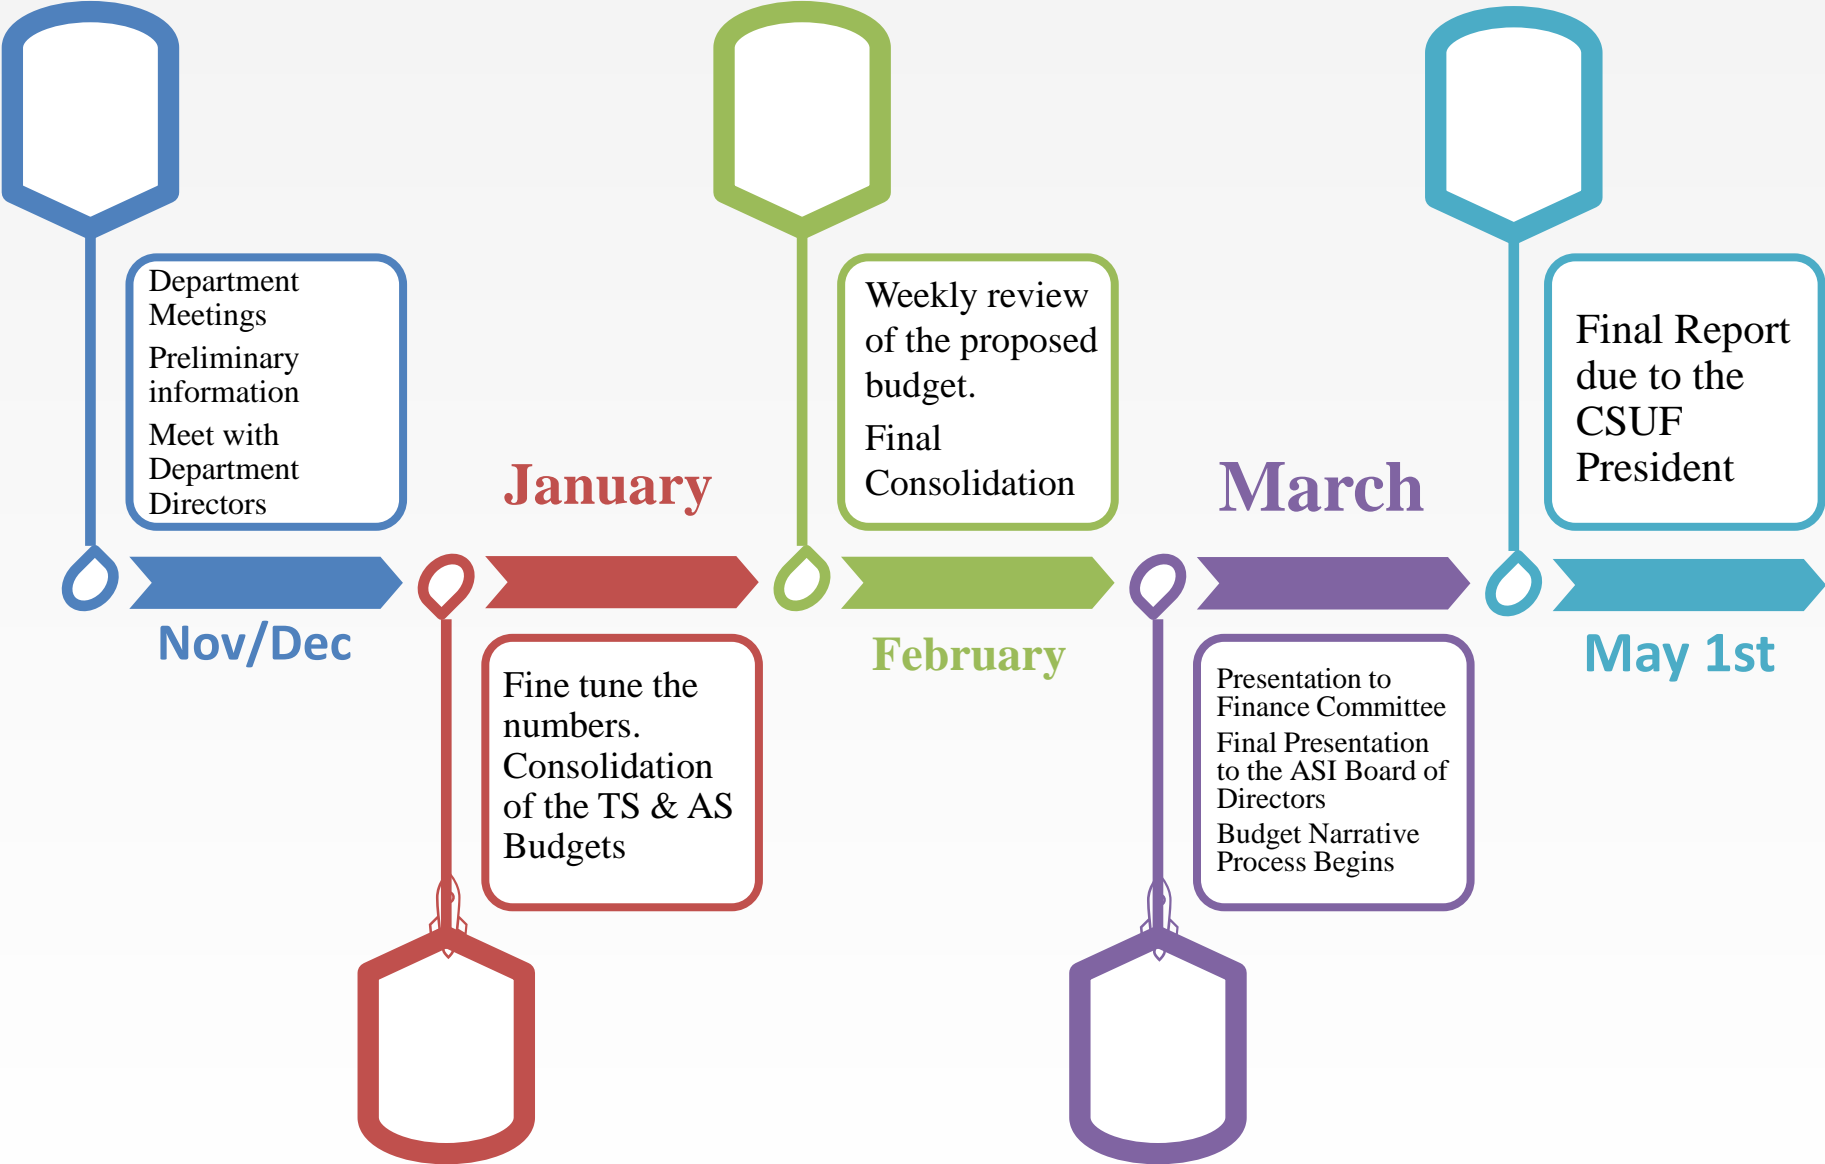 Department
Meetings
Preliminary
information
Meet with
Department
Directors
Nov/Dec
January
Fine tune the
numbers.
Consolidation
of the TS & AS
Budgets
Weekly review
of the proposed
budget.
Final
Consolidation
February
March
Presentation to
Finance Committee
Final Presentation
to the ASI Board of
Directors
Budget Narrative
Process Begins
Final Report
due to the
CSUF
President
May 1st